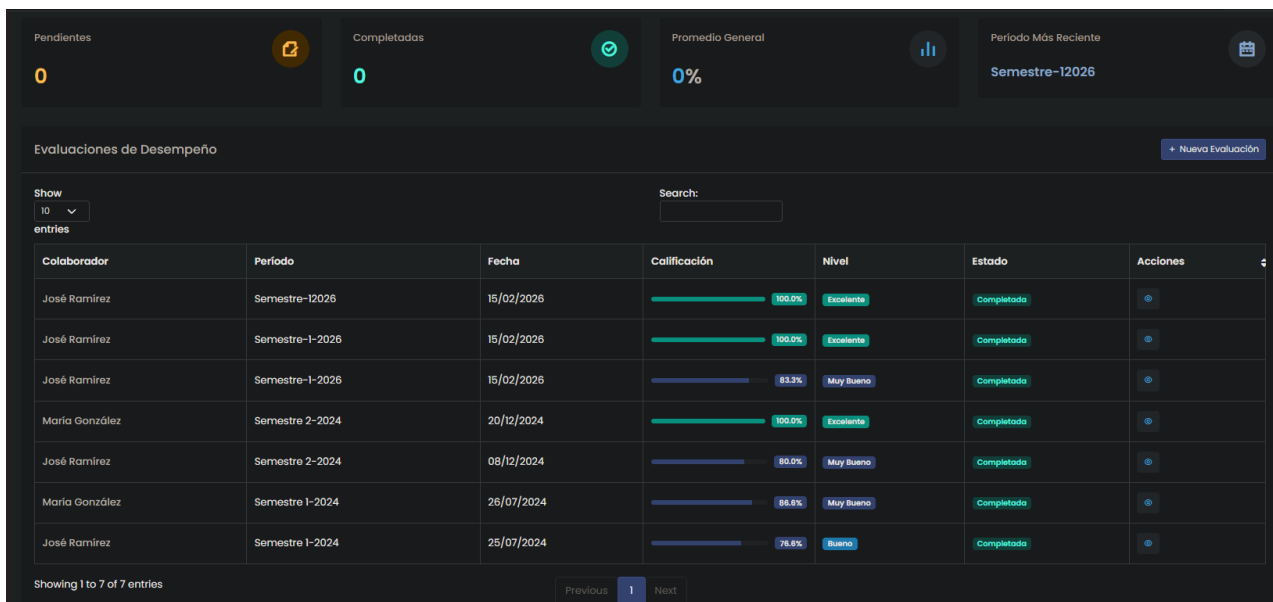 Pendientes
0
Completadas
0
Promedio General
0%
Período Más Reciente
Semestre-12026
Evaluaciones de Desempeño
+ Nueva Evaluación
Show
10
entries
Search:
Colaborador Período Fecha Calificación Nivel Estado Acciones
José Ramírez Semestre-12026 15/02/2026 100.0% Excelente Completada
José Ramírez Semestre-1-2026 15/02/2026 100.0% Excelente Completada
José Ramírez Semestre-1-2026 15/02/2026 83.3% Muy Bueno Completada
María González Semestre 2-2024 20/12/2024 100.0% Excelente Completada
José Ramírez Semestre 2-2024 08/12/2024 80.0% Muy Bueno Completada
María González Semestre 1-2024 26/07/2024 86.6% Muy Bueno Completada
José Ramírez Semestre 1-2024 25/07/2024 76.6% Bueno Completada
Showing 1 to 7 of 7 entries
Previous 1 Next